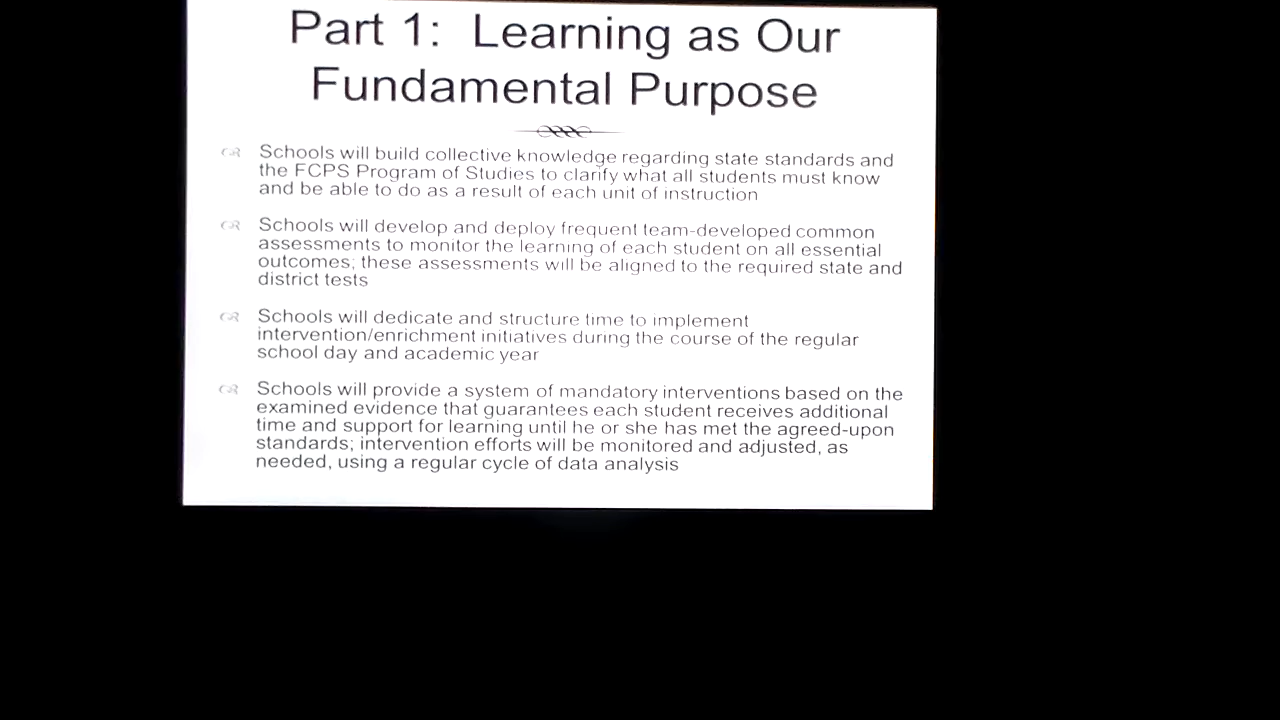 Part 1: Learning as Our
Fundamental Purpose
Schools will build collective knowledge regarding state standards and
the FCPS Program of Studies to clarify what all students must know
and be able to do as a result of each unit of instruction
Schools will develop and deploy frequent team-developed common
assessments to monitor the learning of each student on all essential
outcomes; these assessments will be aligned to the required state and
district tests
Schools will dedicate and structure time to implement
intervention/enrichment initiatives during the course of the regular
school day and academic year
Schools will provide a system of mandatory interventions based on the
examined evidence that guarantees each student receives additional
time and support for learning until he or she has met the agreed-upon
standards; intervention efforts will be monitored and adjusted, as
needed, using a regular cycle of data analysis